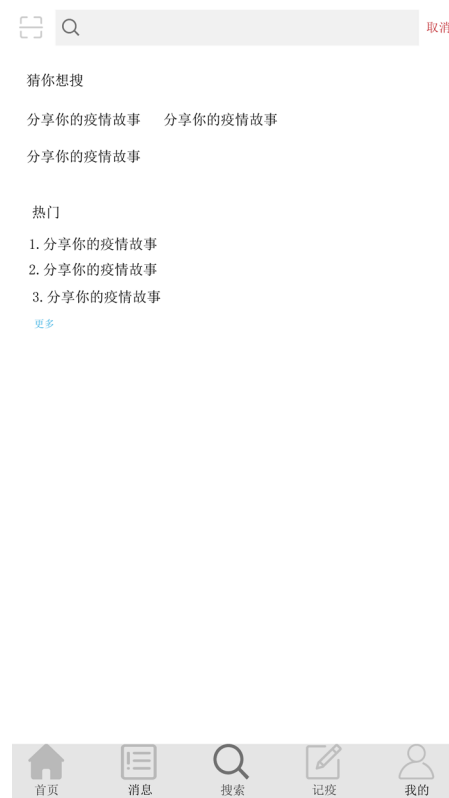 取消
猜你想搜
分享你的疫情故事 分享你的疫情故事
分享你的疫情故事
热门
1.分享你的疫情故事
2.分享你的疫情故事
3.分享你的疫情故事
更多
首页 消息 搜索 记疫 我的